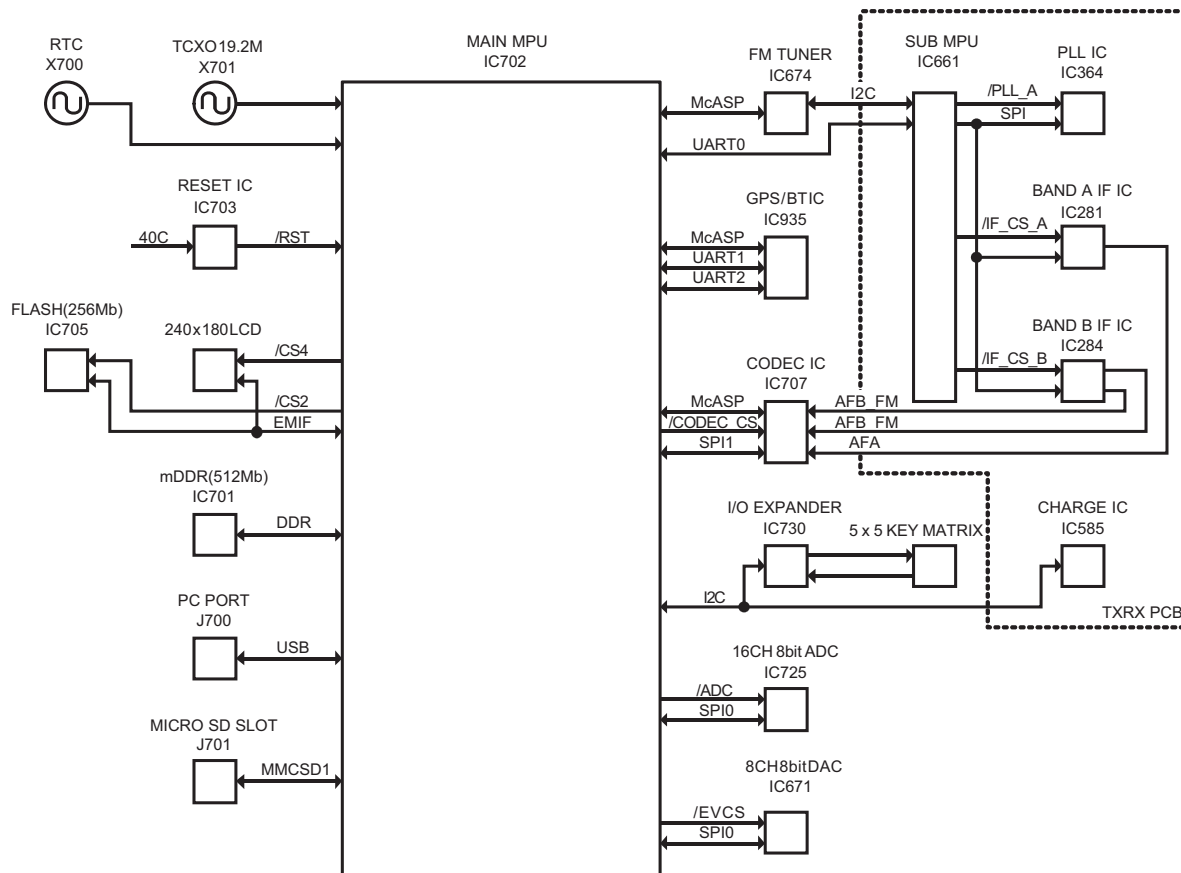 RTC
X700
TCXO19.2M
X701
MAIN MPU
IC702
FM TUNER
IC674
SUB MPU
IC661
PLL IC
IC364
McASP
I2C
/PLL_A
SPI
UART0
RESET IC
IC703
40C
/RST
GPS/BTIC
IC935
McASP
UART1
UART2
BAND A IF IC
IC281
/IF_CS_A
FLASH(256Mb)
IC705
240x180LCD
/CS4
/CS2
EMIF
CODEC IC
IC707
McASP
/CODEC_CS
SPI1
BAND B IF IC
IC284
/IF_CS_B
AFB_FM
AFB_FM
AFA
mDDR(512Mb)
IC701
DDR
I/O EXPANDER
IC730
5 x 5 KEY MATRIX
CHARGE IC
IC585
I2C
TXRX PCB
PC PORT
J700
USB
16CH 8bit ADC
IC725
/ADC
SPI0
MICRO SD SLOT
J701
MMCSD1
8CH8bitDAC
IC671
/EVCS
SPI0